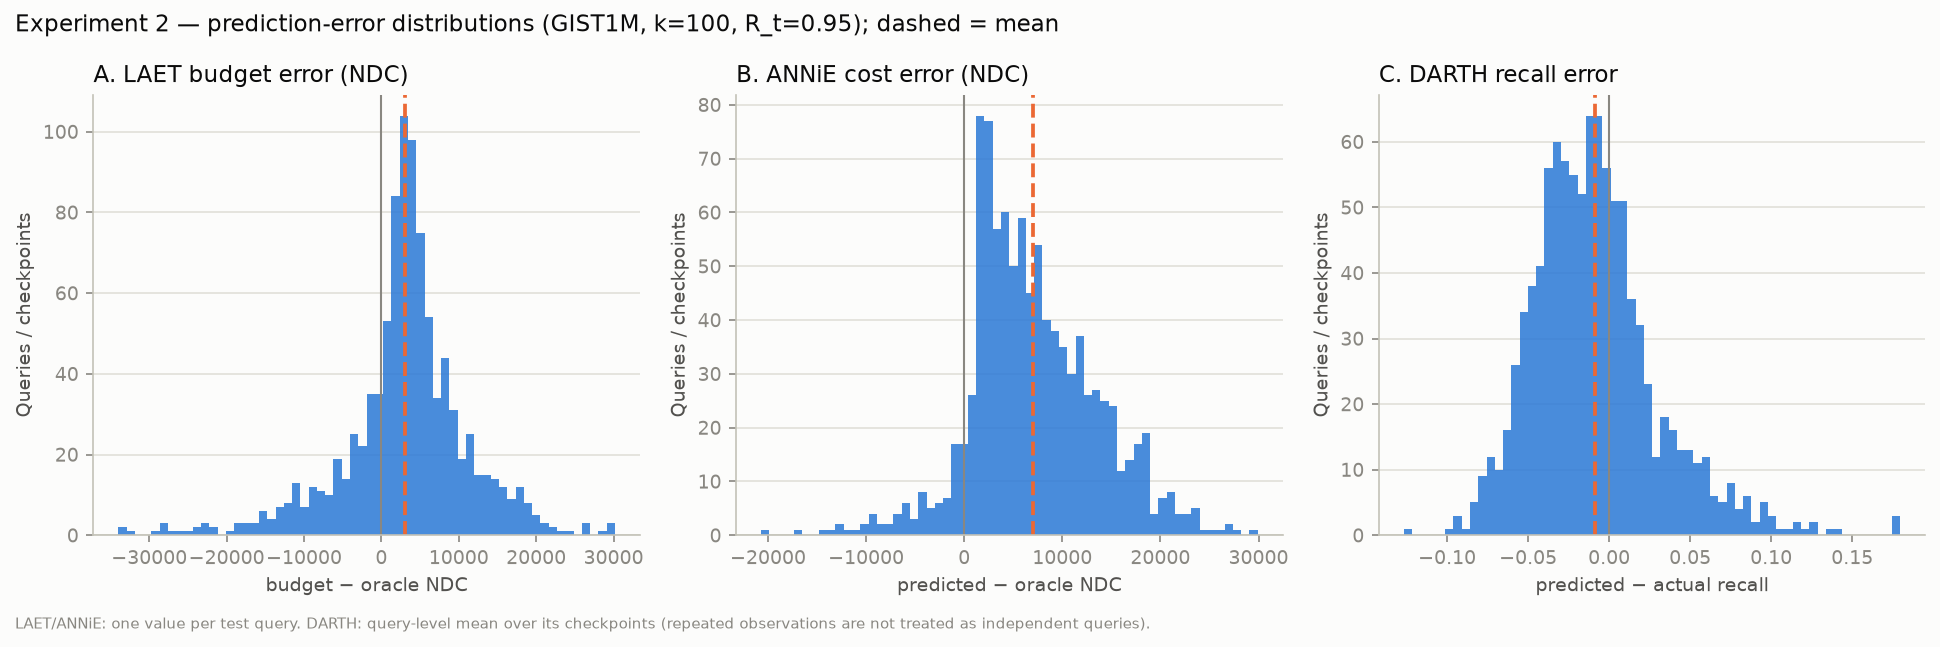 Experiment 2 — prediction-error distributions (GIST1M, k=100, R_t=0.95); dashed = mean
A. LAET budget error (NDC)
Queries / checkpoints
100
80
60
40
20
0
−30000 −20000 −10000 0 10000 20000 30000
budget − oracle NDC
B. ANNiE cost error (NDC)
Queries / checkpoints
80
70
60
50
40
30
20
10
0
−20000 −10000 0 10000 20000 30000
predicted − oracle NDC
C. DARTH recall error
Queries / checkpoints
60
50
40
30
20
10
0
−0.10 −0.05 0.00 0.05 0.10 0.15
predicted − actual recall
LAET/ANNiE: one value per test query. DARTH: query-level mean over its checkpoints (repeated observations are not treated as independent queries).